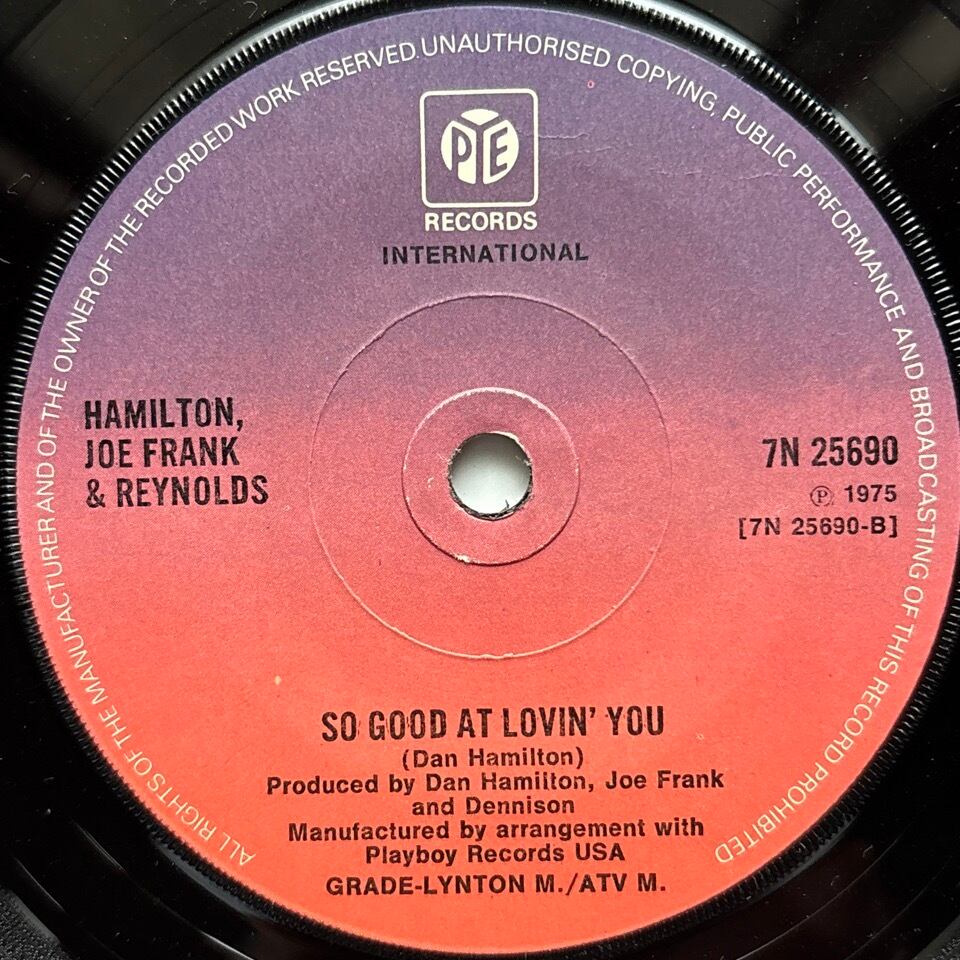 ALL RIGHTS OF THE MANUFACTURER AND OF THE OWNER OF THE RECORDED WORK RESERVED. UNAUTHORISED COPYING, PUBLIC PERFORMANCE AND BROADCASTING OF THIS RECORD PROHIBITED
PYE
RECORDS
INTERNATIONAL
HAMILTON,
JOE FRANK
& REYNOLDS
7N 25690
Ⓟ 1975
[7N 25690-B]
SO GOOD AT LOVIN' YOU
(Dan Hamilton)
Produced by Dan Hamilton, Joe Frank
and Dennison
Manufactured by arrangement with
Playboy Records USA
GRADE-LYNTON M./ATV M.